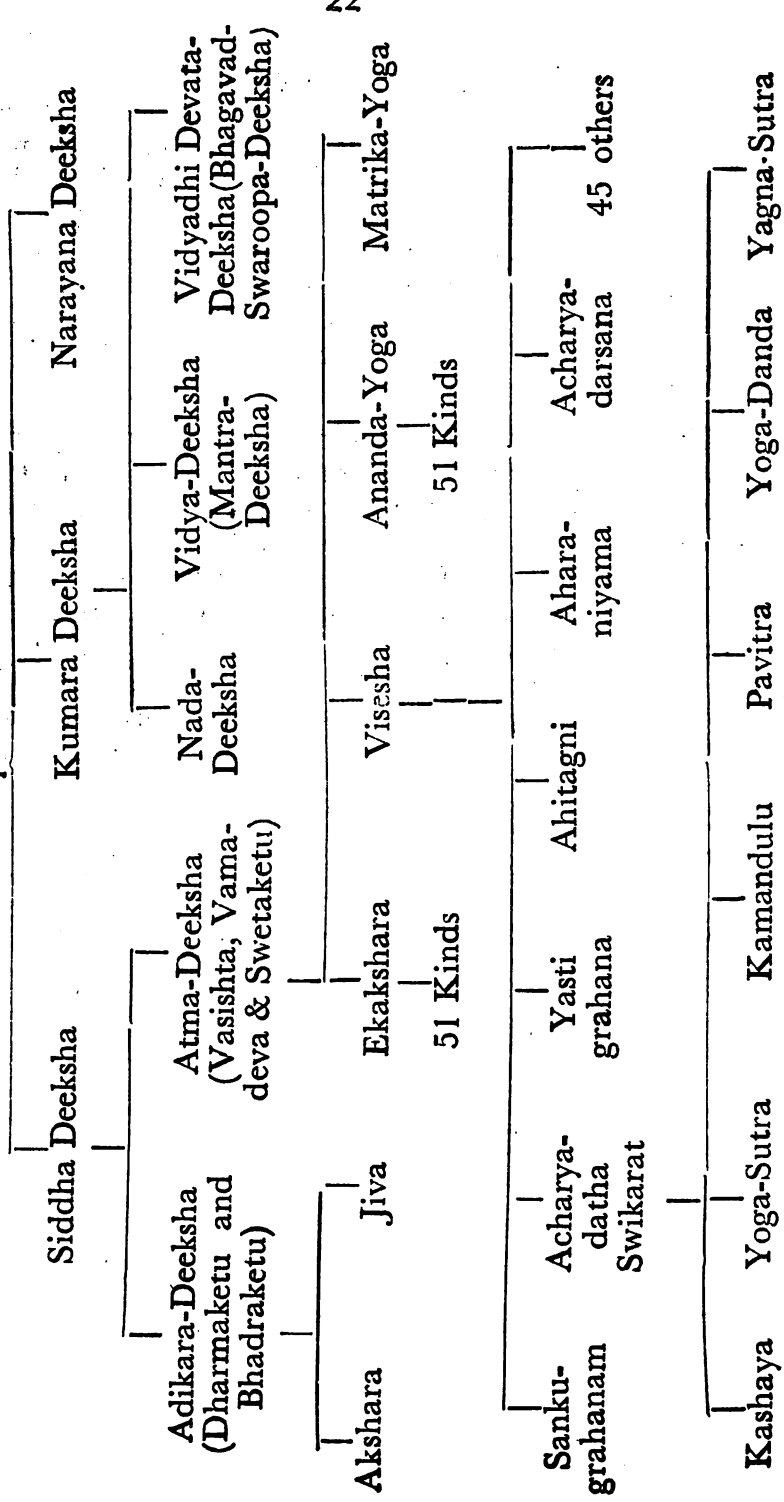 22
Siddha Deeksha
Kumara Deeksha
Narayana Deeksha
Adikara-Deeksha
(Dharmaketu and
Bhadraketu)
Atma-Deeksha
(Vasishta, Vama-
deva & Swetaketu)
Nada-
Deeksha
Vidya-Deeksha
(Mantra-
Deeksha)
Vidyadhi Devata-
Deeksha (Bhagavad-
Swaroopa-Deeksha)
Akshara
Jiva
Ekakshara
51 Kinds
Visesha
Ananda-Yoga
51 Kinds
Matrika-Yoga
Sanku-
grahanam
Acharya-
datha
Swikarat
Yasti
grahana
Ahitagni
Ahara-
niyama
Acharya-
darsana
45 others
Kashaya
Yoga-Sutra
Kamandulu
Pavitra
Yoga-Danda
Yagna-Sutra